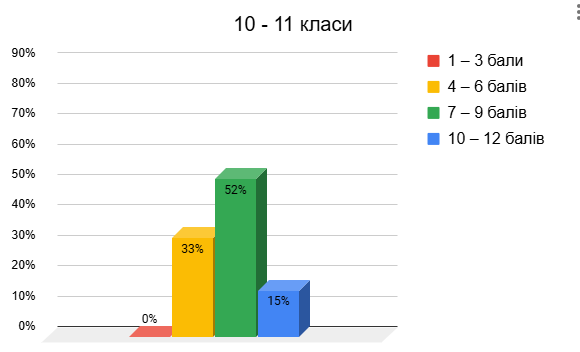 10 - 11 класи
90%
80%
70%
60%
50%
40%
30%
20%
10%
0%
0%
33%
52%
15%
1 – 3 бали
4 – 6 балів
7 – 9 балів
10 – 12 балів